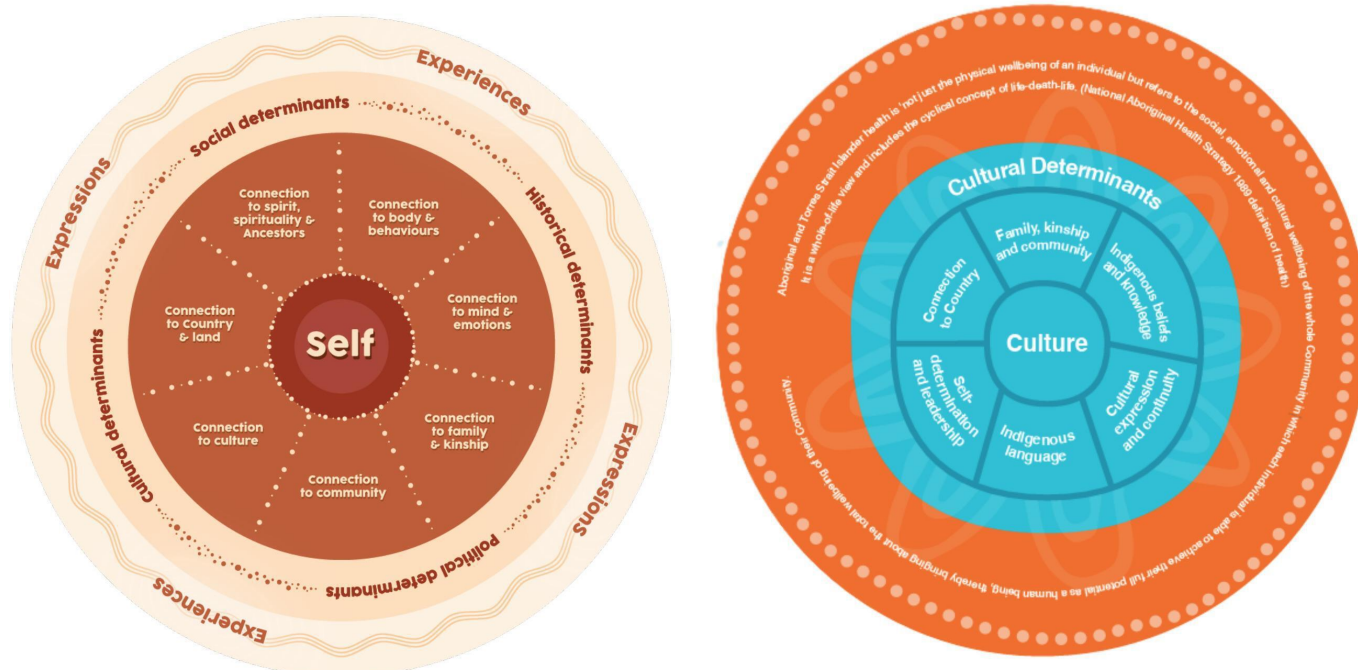 Experiences
Expressions
Social determinants
Historical determinants
Connection
to spirit,
spirituality &
Ancestors
Connection
to body &
behaviours
Connection
to mind &
emotions
Connection
to Country
& land
Self
Connection
to culture
Connection
to family
& kinship
Connection
to community
Cultural determinants
Political determinants
Expressions
Experiences
Aboriginal and Torres Strait Islander health is 'not just the physical wellbeing of an individual but refers to the social, emotional and cultural wellbeing of the whole Community in which each individual is able to achieve their full potential as a human being, thereby, bringing about the total wellbeing of their Community.
It is a whole-of-life view and includes the cyclical concept of life-death-life. (National Aboriginal Health Strategy 1989 definition of health)
Cultural Determinants
Family, kinship
and community
Indigenous beliefs
and knowledge
Connection
to Country
Culture
Self-
determination
and leadership
Indigenous
language
Cultural
expression
and continuity